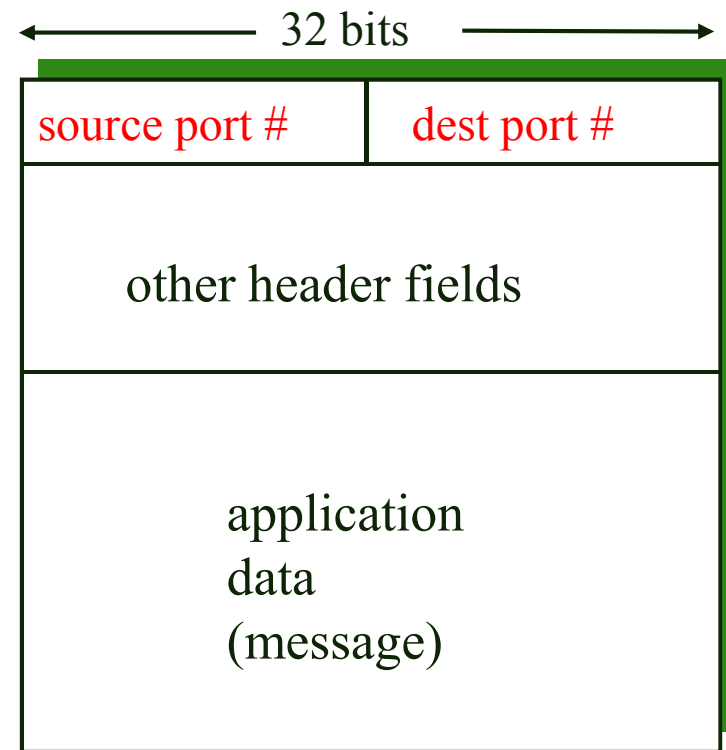 32 bits
source port # dest port #
other header fields
application
data
(message)